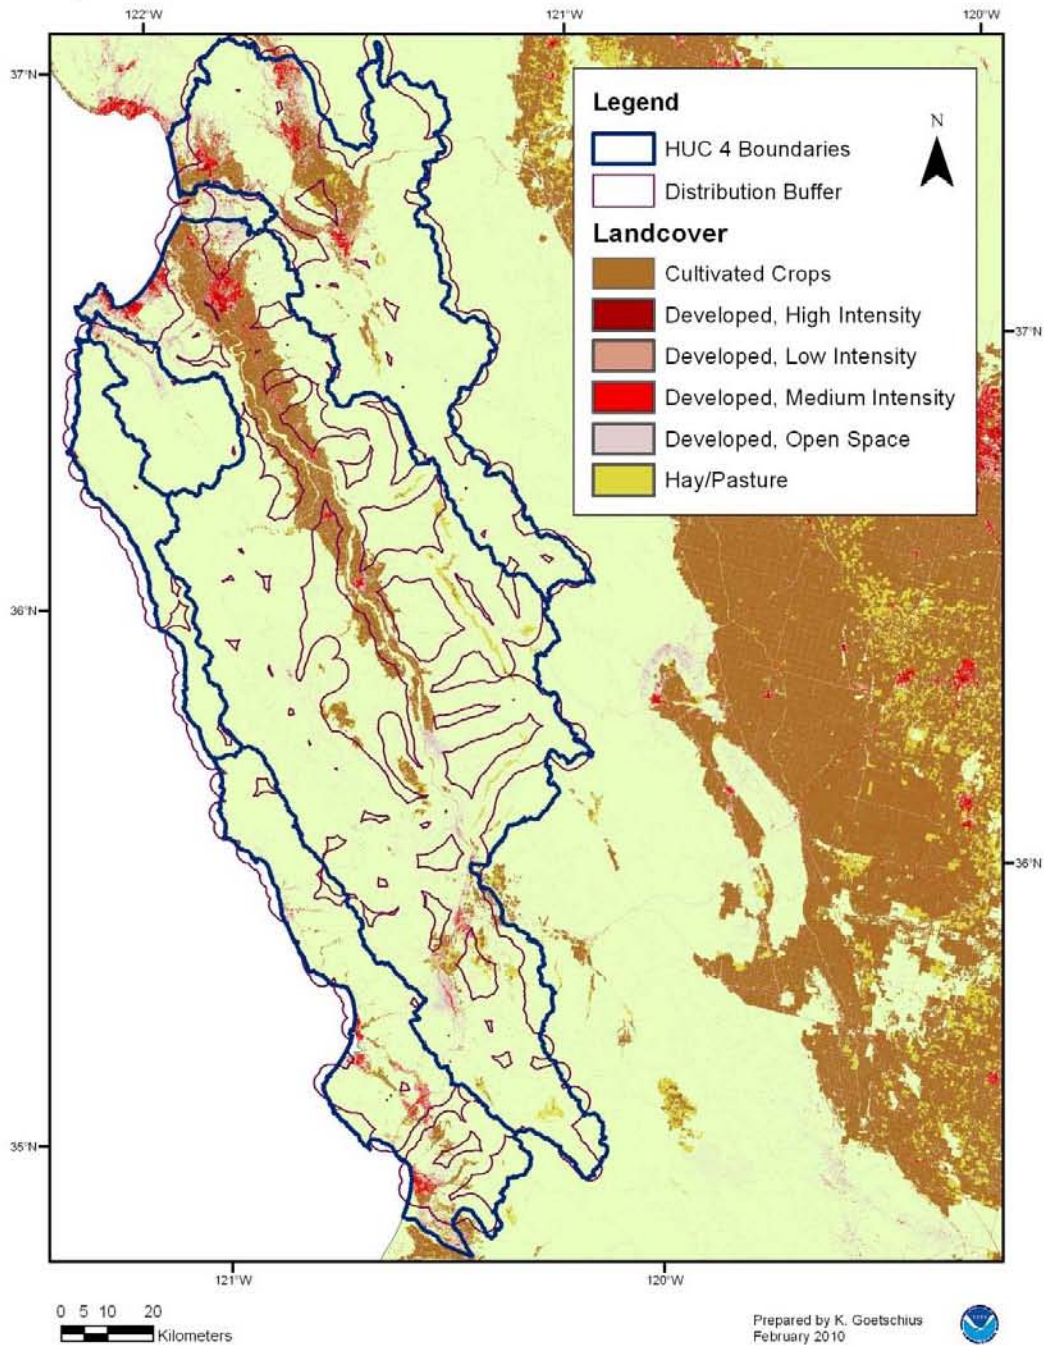 122°W
121°W
120°W
37°N
37°N
36°N
36°N
35°N
121°W
120°W
Legend
HUC 4 Boundaries
Distribution Buffer
Landcover
Cultivated Crops
Developed, High Intensity
Developed, Low Intensity
Developed, Medium Intensity
Developed, Open Space
Hay/Pasture
N
0 5 10 20
Kilometers
Prepared by K. Goetschius
February 2010